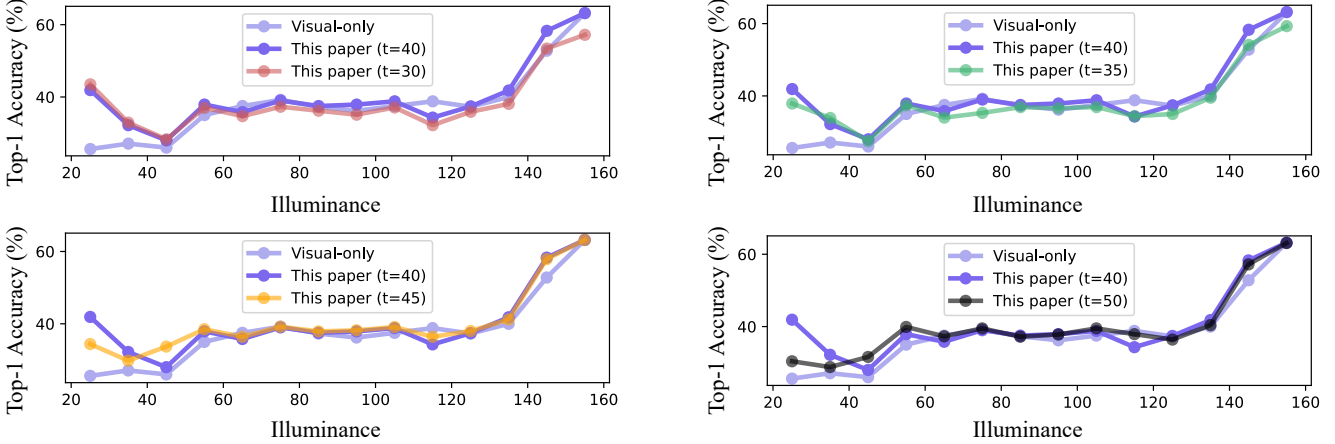 Top-1 Accuracy (%)
60
40
Visual-only
This paper (t=40)
This paper (t=30)
20 40 60 80 100 120 140 160
Illuminance
Top-1 Accuracy (%)
60
40
Visual-only
This paper (t=40)
This paper (t=35)
20 40 60 80 100 120 140 160
Illuminance
Top-1 Accuracy (%)
60
40
Visual-only
This paper (t=40)
This paper (t=45)
20 40 60 80 100 120 140 160
Illuminance
Top-1 Accuracy (%)
60
40
Visual-only
This paper (t=40)
This paper (t=50)
20 40 60 80 100 120 140 160
Illuminance